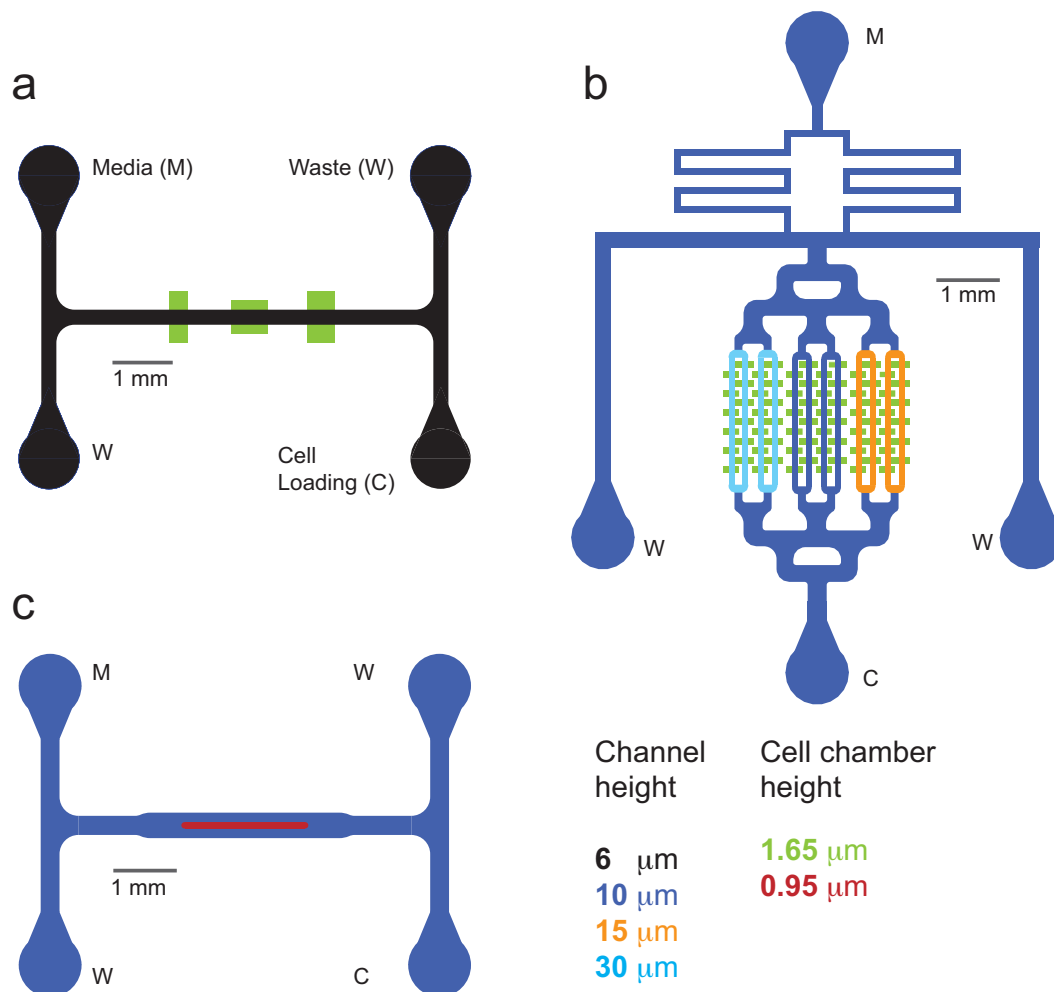 a
Media (M)
Waste (W)
1 mm
W
Cell
Loading (C)
b
M
1 mm
W
W
C
c
M
W
1 mm
W
C
Channel
height
6 μm
10 μm
15 μm
30 μm
Cell chamber
height
1.65 μm
0.95 μm